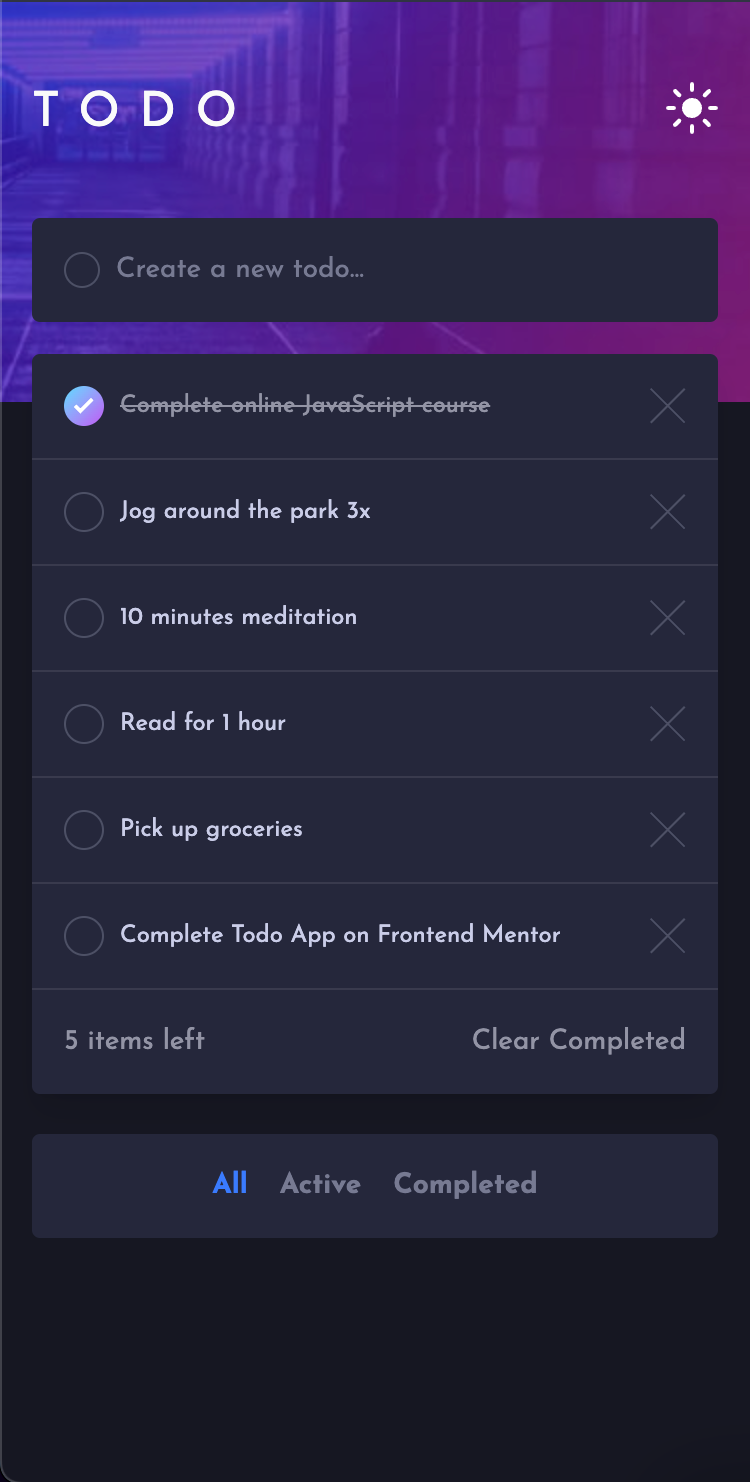 TODO
Create a new todo...
Complete online JavaScript course
Jog around the park 3x
10 minutes meditation
Read for 1 hour
Pick up groceries
Complete Todo App on Frontend Mentor
5 items left Clear Completed
All Active Completed